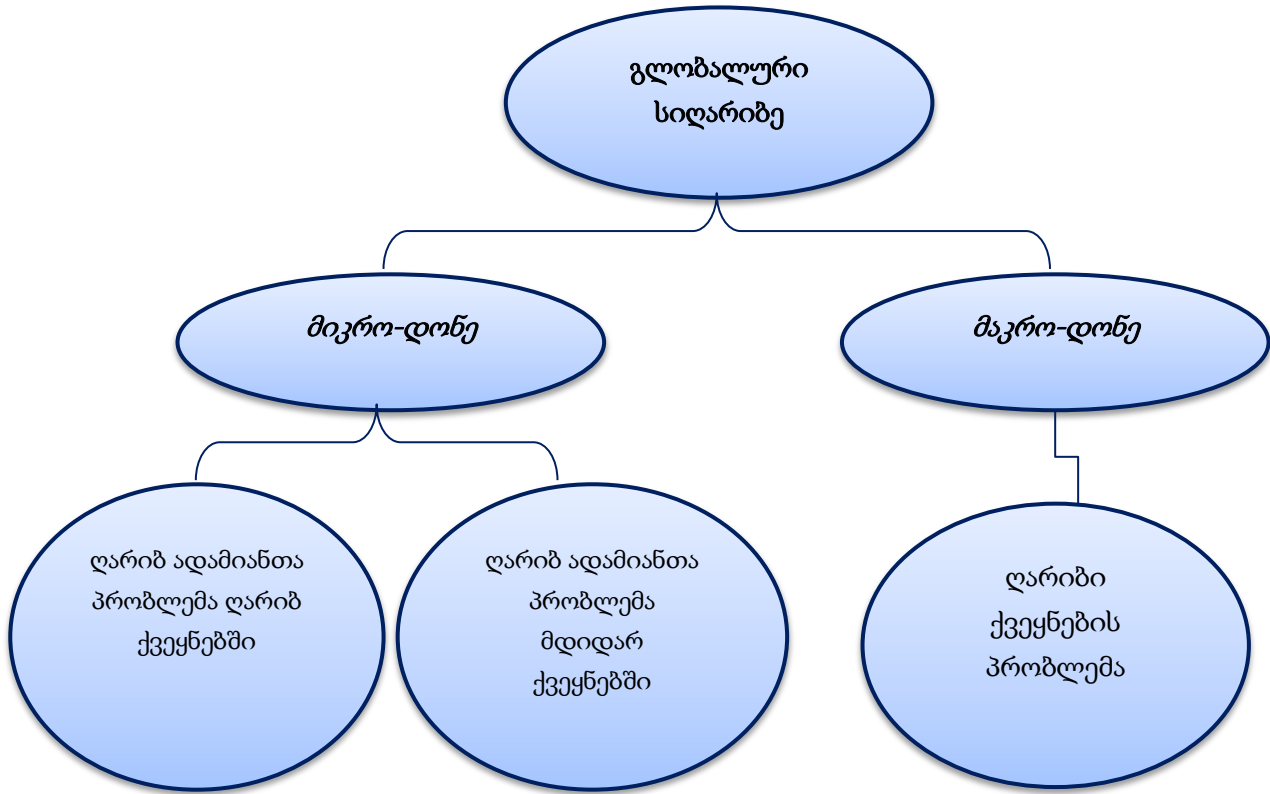 გლობალური
სიღარიბე
მიკრო-დონე
მაკრო-დონე
ღარიბ ადამიანთა
პრობლემა ღარიბ
ქვეყნებში
ღარიბ ადამიანთა
პრობლემა
მდიდარ
ქვეყნებში
ღარიბი
ქვეყნების
პრობლემა